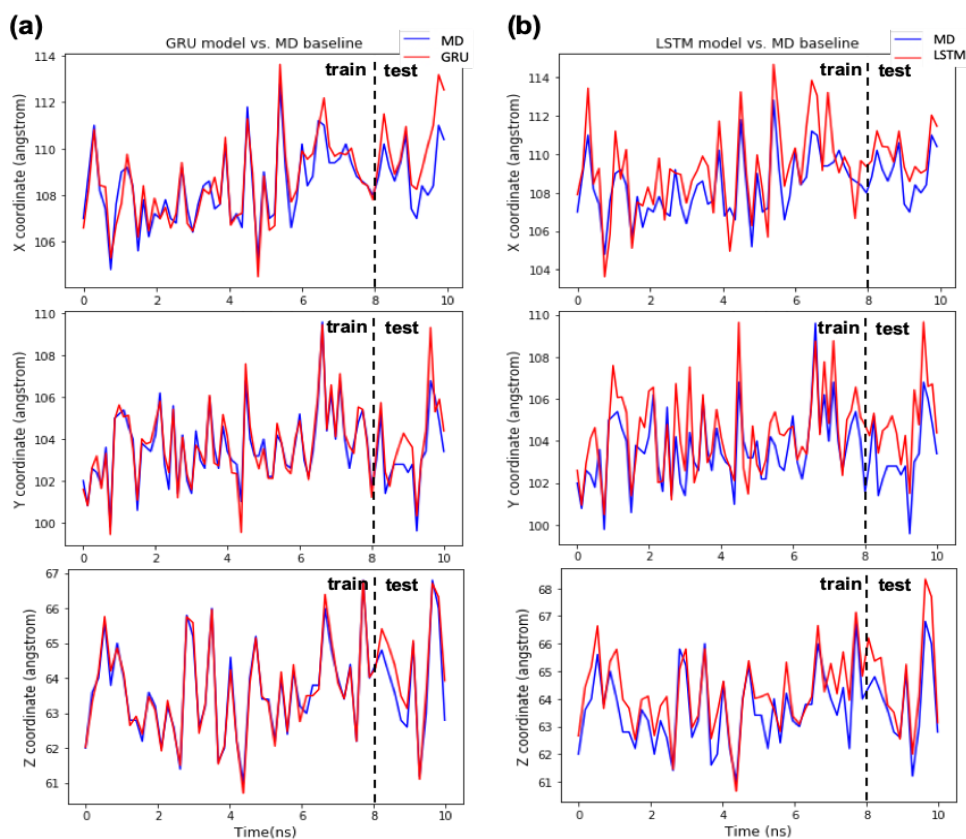 (a)
GRU model vs. MD baseline
MD
GRU
train
test
X coordinate (angstrom)
114
112
110
108
106
0 2 4 6 8 10
train
test
Y coordinate (angstrom)
110
108
106
104
102
100
0 2 4 6 8 10
train
test
Z coordinate (angstrom)
67
66
65
64
63
62
61
0 2 4 6 8 10
Time(ns)
(b)
LSTM model vs. MD baseline
MD
LSTM
train
test
X coordinate (angstrom)
114
112
110
108
106
104
0 2 4 6 8 10
train
test
Y coordinate (angstrom)
110
108
106
104
102
100
0 2 4 6 8 10
train
test
Z coordinate (angstrom)
68
67
66
65
64
63
62
61
0 2 4 6 8 10
Time(ns)